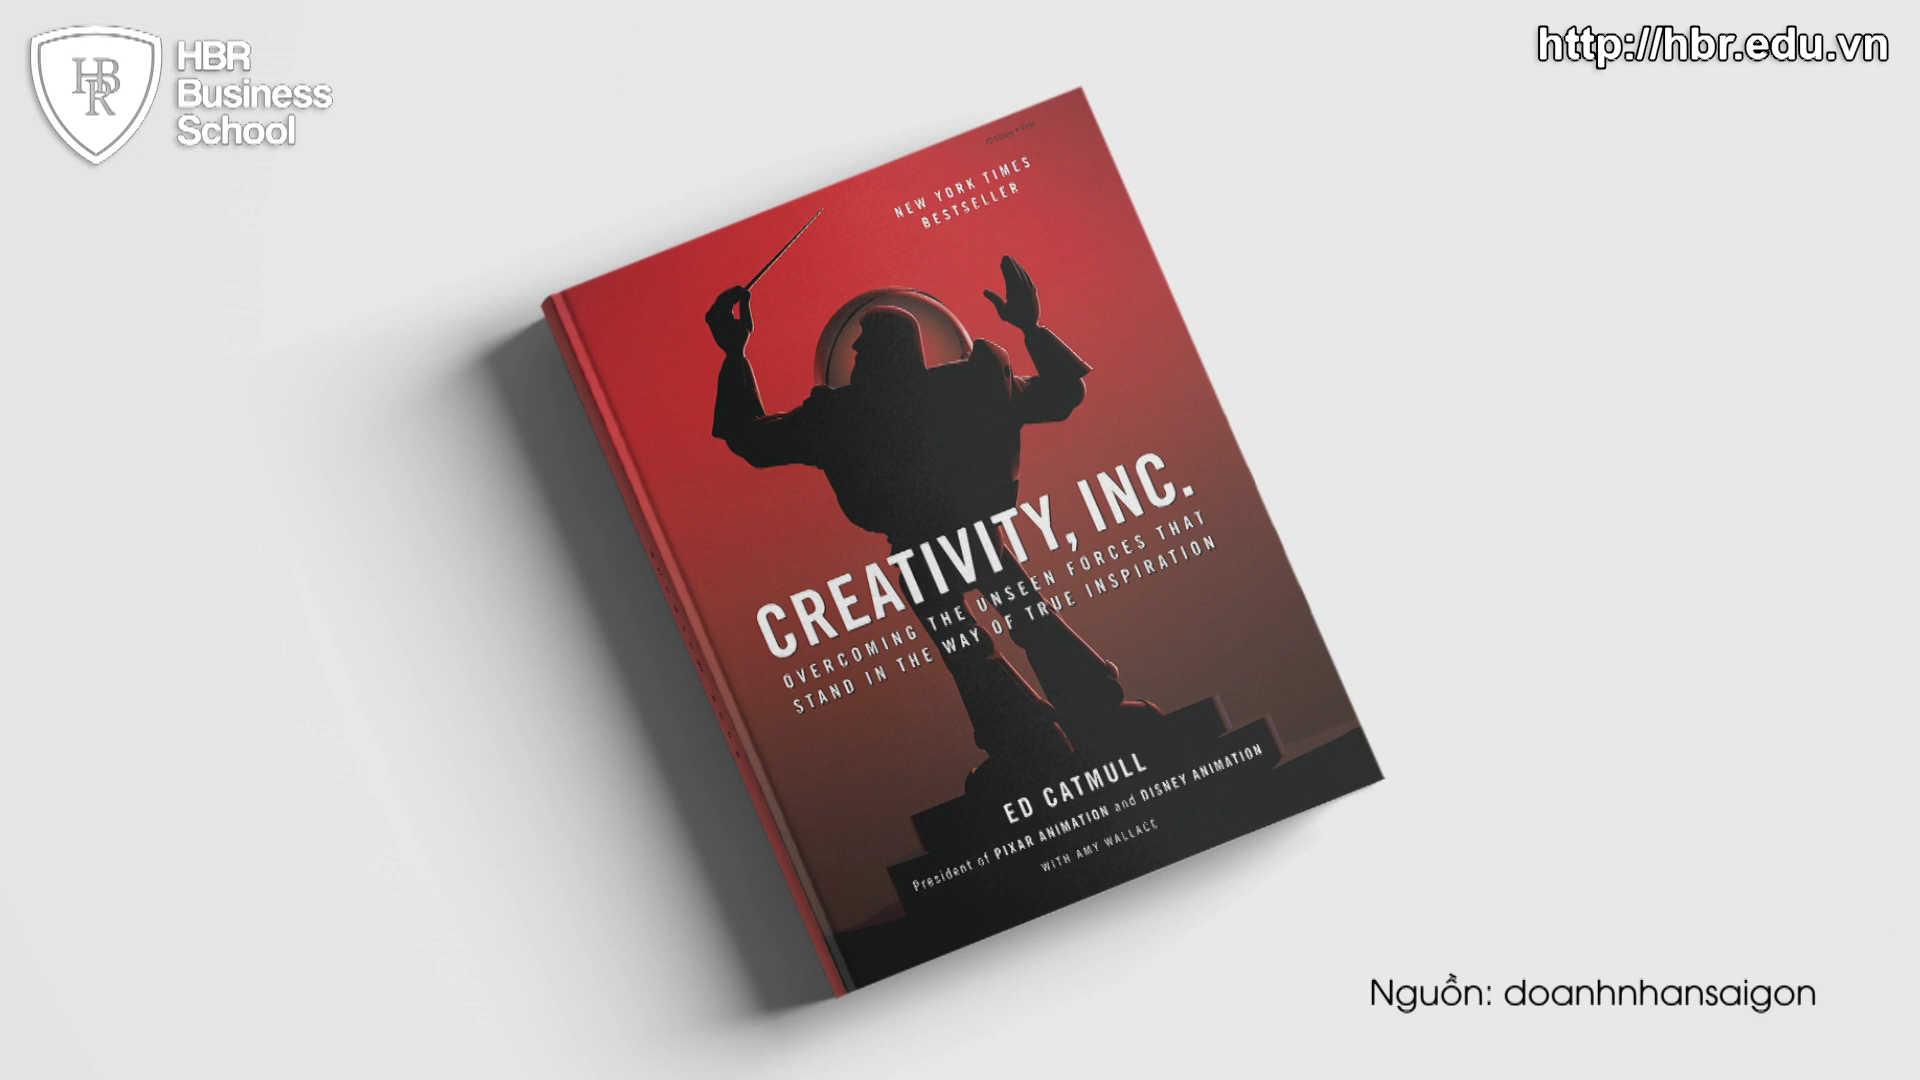 HBR
Business
School
HBR
http://hbr.edu.vn
NEW YORK TIMES
BESTSELLER
CREATIVITY, INC.
OVERCOMING THE UNSEEN FORCES THAT
STAND IN THE WAY OF TRUE INSPIRATION
ED CATMULL
President of PIXAR ANIMATION and DISNEY ANIMATION
WITH AMY WALLACE
Nguồn: doanhnhansaigon